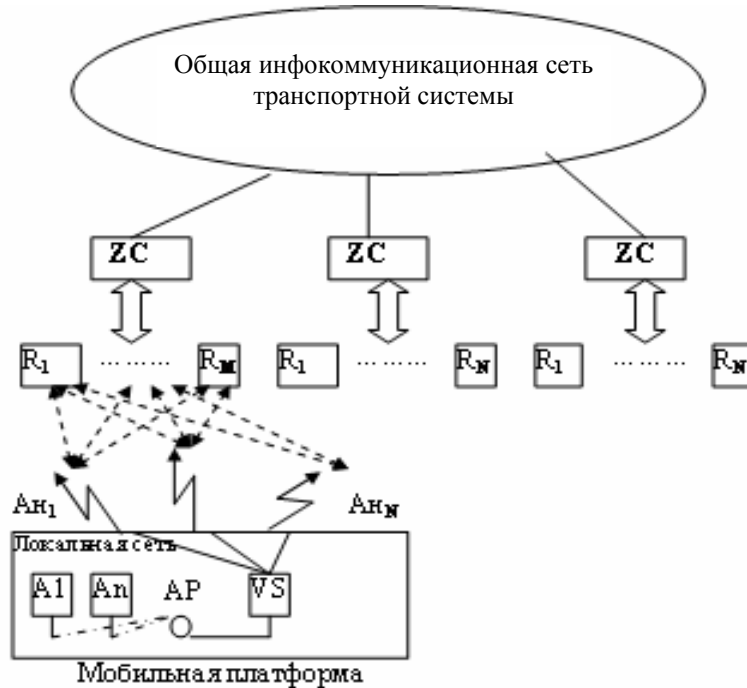 Общая инфокоммуникационная сеть
транспортной системы
ZC ZC ZC
R1 ... ... ... RM R1 ... ... ... RN R1 ... ... ... RN
Ан1 АнN
Локальная сеть
A1 An AP VS
Мобильная платформа